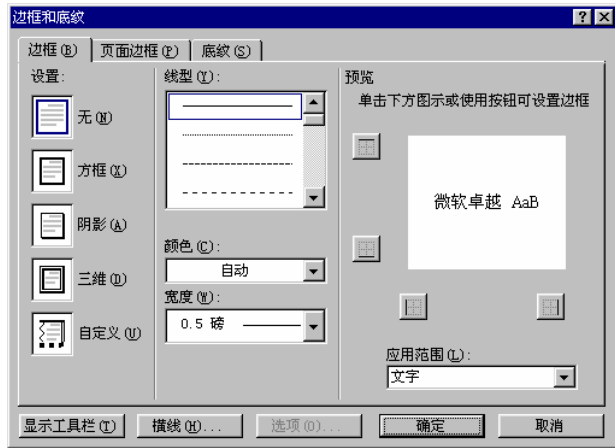 边框和底纹
边框(B)
页面边框(P)
底纹(S)
设置:
无(N)
方框(X)
阴影(A)
三维(D)
自定义(U)
线型(Y):
颜色(C):
自动
宽度(W):
0.5 磅
预览
单击下方图示或使用按钮可设置边框
微软卓越 AaB
应用范围(L):
文字
显示工具栏(T)
横线(H)...
选项(O)...
确定
取消